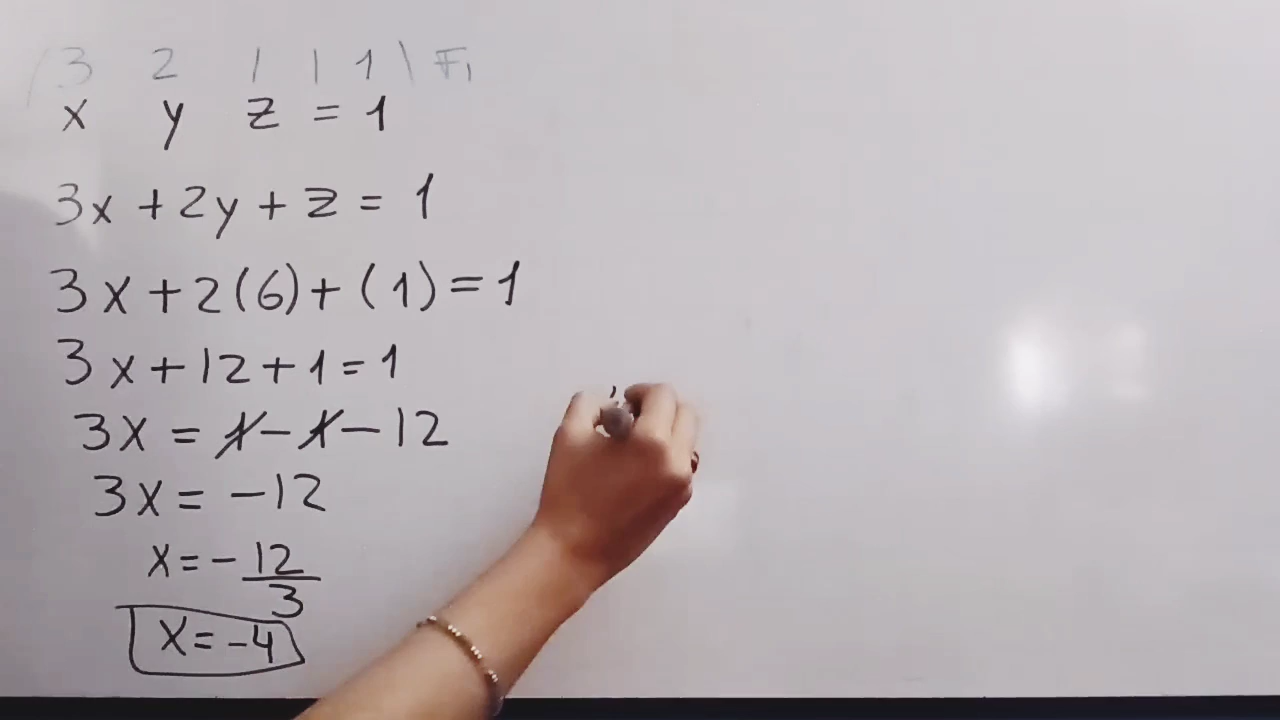 3 2 1 | 1 \ F₁
x y z = 1
3x + 2y + z = 1
3x + 2(6) + (1) = 1
3x + 12 + 1 = 1
3x = 1 - 1 - 12
3x = -12
x = - 12
3
x = -4